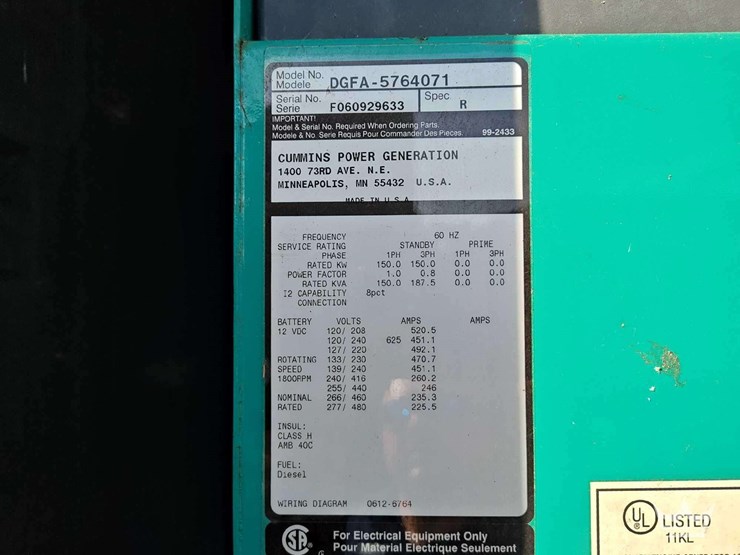 Model No.
Modele DGFA-5764071
Serial No. Spec
Serie F060929633 R
IMPORTANT!
Model & Serial No. Required When Ordering Parts.
Modele & No. Serie Requis Pour Commander Des Pieces. 99-2433
CUMMINS POWER GENERATION
1400 73RD AVE. N.E.
MINNEAPOLIS, MN 55432 U.S.A.
MADE IN U.S.A.
FREQUENCY 60 HZ
SERVICE RATING STANDBY PRIME
PHASE 1PH 3PH 1PH 3PH
RATED KW 150.0 150.0 0.0 0.0
POWER FACTOR 1.0 0.8 0.0 0.0
RATED KVA 150.0 187.5 0.0 0.0
I2 CAPABILITY 8pct
CONNECTION
BATTERY VOLTS AMPS AMPS
12 VDC 120/ 208 520.5
120/ 240 625 451.1
127/ 220 492.1
ROTATING 133/ 230 470.7
SPEED 139/ 240 451.1
1800RPM 240/ 416 260.2
255/ 440 246
NOMINAL 266/ 460 235.3
RATED 277/ 480 225.5
INSUL:
CLASS H
AMB 40C
FUEL:
Diesel
WIRING DIAGRAM 0612-6764
SA
For Electrical Equipment Only
Pour Matériel Electrique Seulement
UL LISTED
11KL